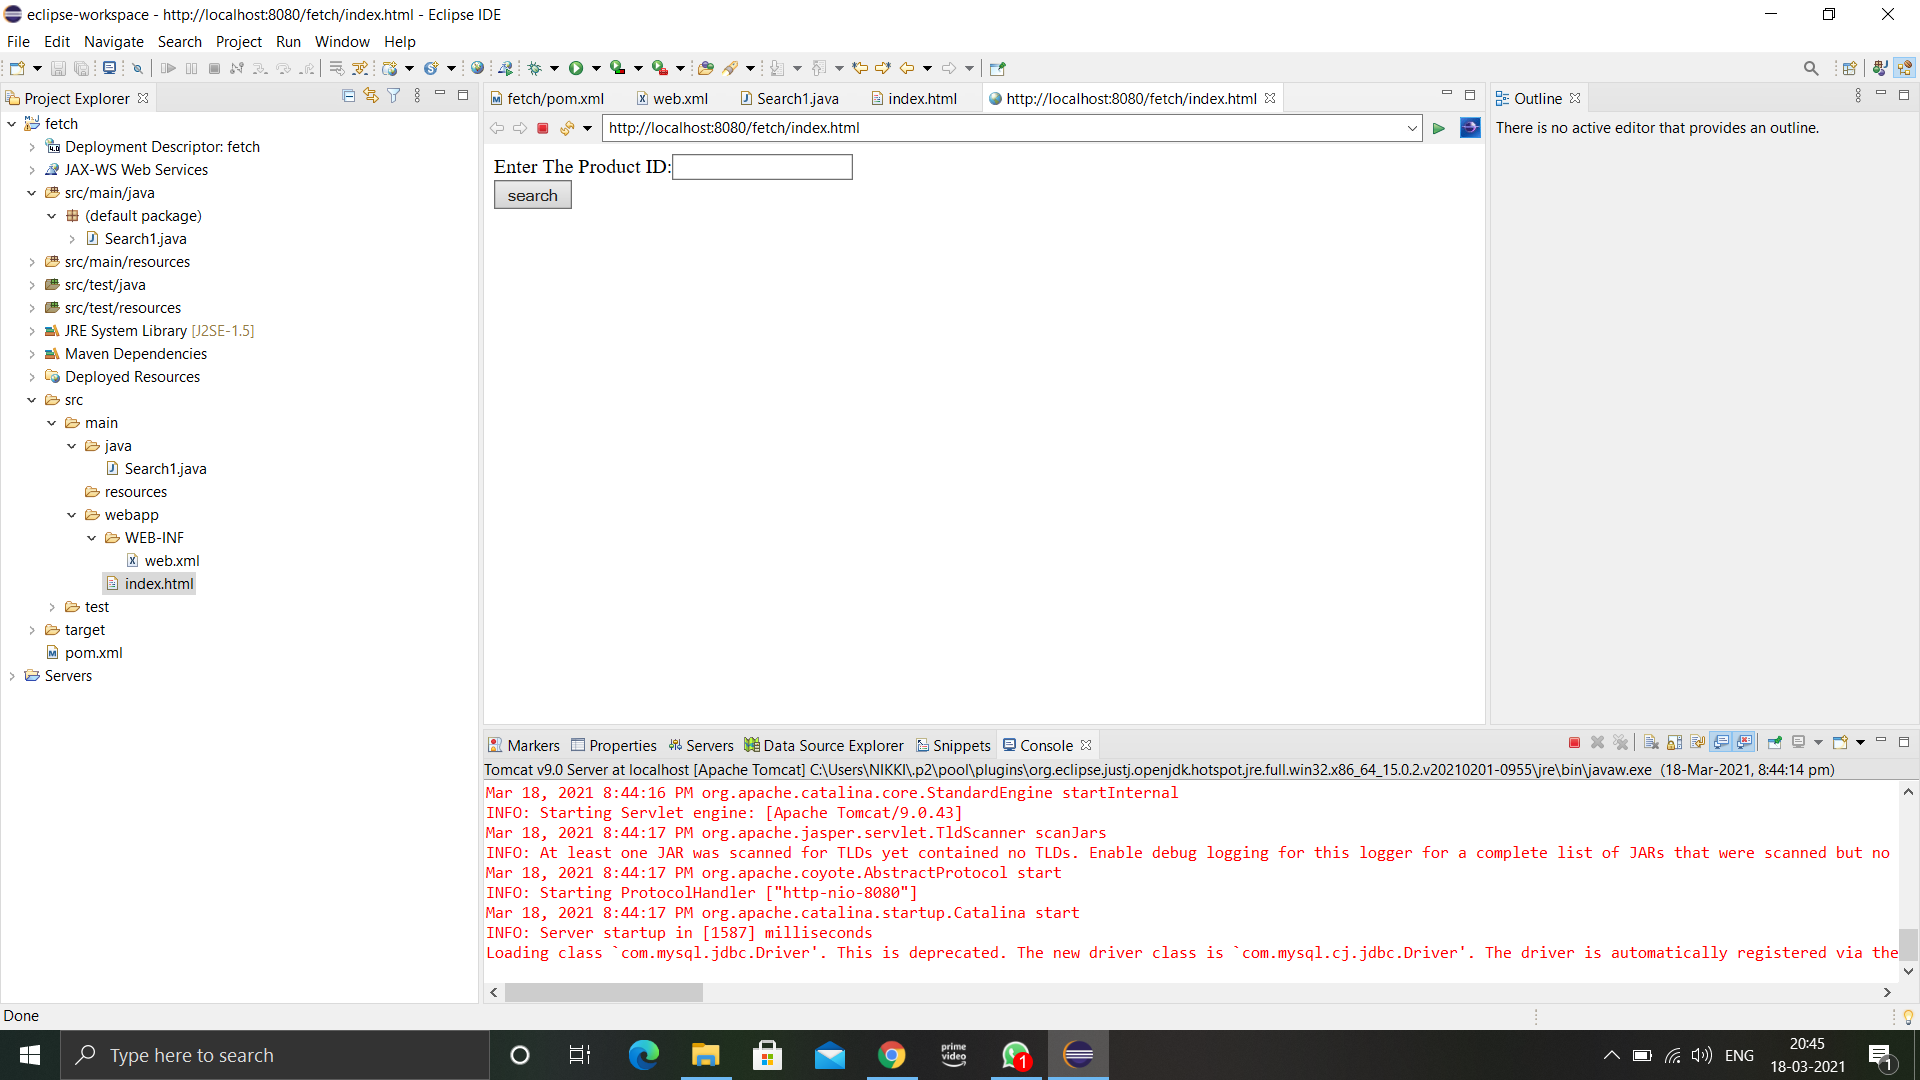 eclipse-workspace - http://localhost:8080/fetch/index.html - Eclipse IDE
File Edit Navigate Search Project Run Window Help
Project Explorer
fetch
Deployment Descriptor: fetch
JAX-WS Web Services
src/main/java
(default package)
Search1.java
src/main/resources
src/test/java
src/test/resources
JRE System Library [J2SE-1.5]
Maven Dependencies
Deployed Resources
src
main
java
Search1.java
resources
webapp
WEB-INF
web.xml
index.html
test
target
pom.xml
Servers
fetch/pom.xml web.xml Search1.java index.html http://localhost:8080/fetch/index.html
http://localhost:8080/fetch/index.html
Enter The Product ID:
search
Outline
There is no active editor that provides an outline.
Markers Properties Servers Data Source Explorer Snippets Console
Tomcat v9.0 Server at localhost [Apache Tomcat] C:\Users\NIKKI\.p2\pool\plugins\org.eclipse.justj.openjdk.hotspot.jre.full.win32.x86_64_15.0.2.v20210201-0955\jre\bin\javaw.exe (18-Mar-2021, 8:44:14 pm)
Mar 18, 2021 8:44:16 PM org.apache.catalina.core.StandardEngine startInternal
INFO: Starting Servlet engine: [Apache Tomcat/9.0.43]
Mar 18, 2021 8:44:17 PM org.apache.jasper.servlet.TldScanner scanJars
INFO: At least one JAR was scanned for TLDs yet contained no TLDs. Enable debug logging for this logger for a complete list of JARs that were scanned but no
Mar 18, 2021 8:44:17 PM org.apache.coyote.AbstractProtocol start
INFO: Starting ProtocolHandler ["http-nio-8080"]
Mar 18, 2021 8:44:17 PM org.apache.catalina.startup.Catalina start
INFO: Server startup in [1587] milliseconds
Loading class `com.mysql.jdbc.Driver'. This is deprecated. The new driver class is `com.mysql.cj.jdbc.Driver'. The driver is automatically registered via the
Done
Type here to search
prime video
1
ENG
20:45
18-03-2021
1